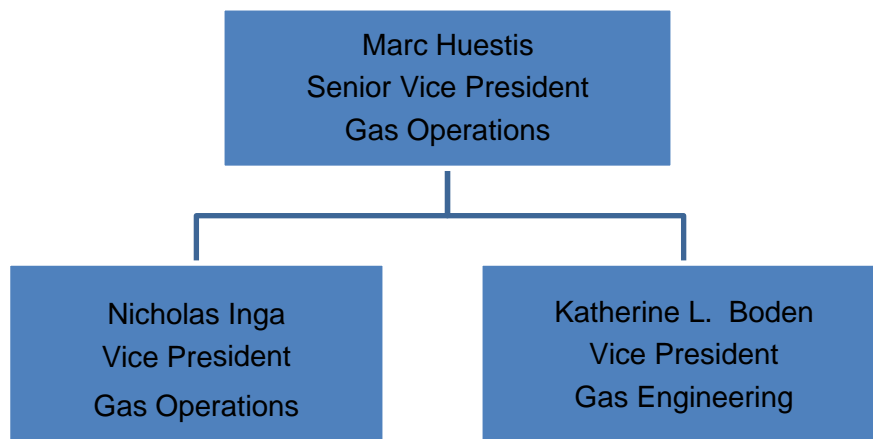 Marc Huestis
Senior Vice President
Gas Operations
Nicholas Inga
Vice President
Gas Operations
Katherine L. Boden
Vice President
Gas Engineering